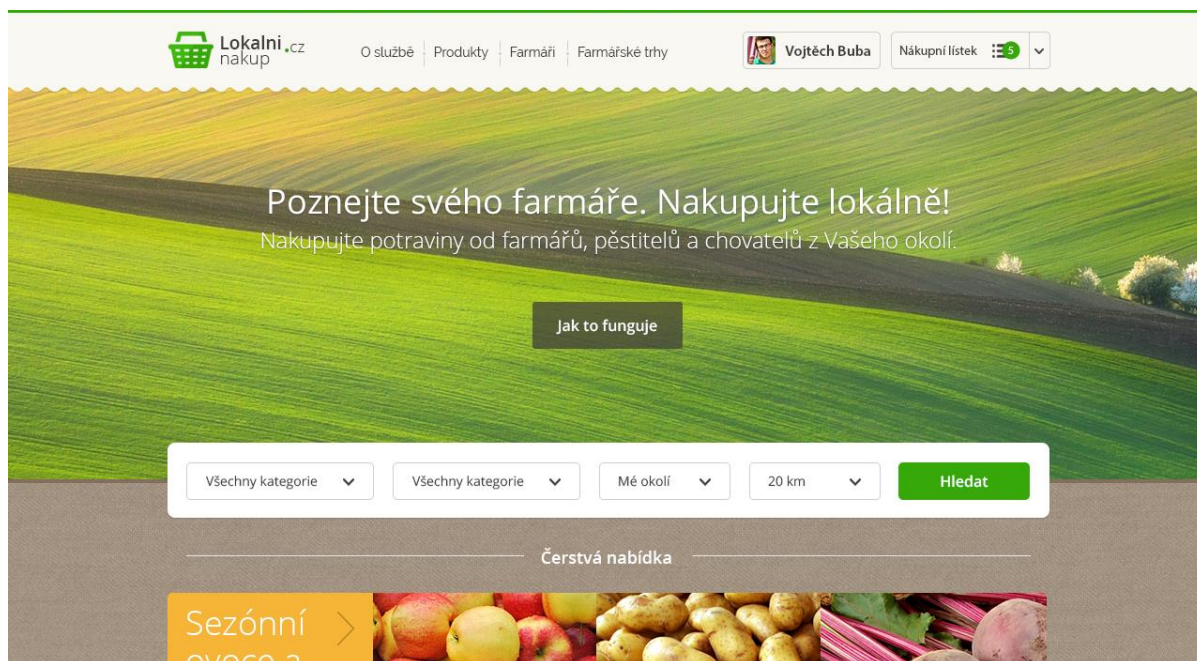 Lokalni.cz
nakup
O službě
Produkty
Farmáři
Farmářské trhy
Vojtěch Buba
Nákupní lístek
5
Poznejte svého farmáře. Nakupujte lokálně!
Nakupujte potraviny od farmářů, pěstitelů a chovatelů z Vašeho okolí.
Jak to funguje
Všechny kategorie
Všechny kategorie
Mé okolí
20 km
Hledat
Čerstvá nabídka
Sezónní
ovoce a